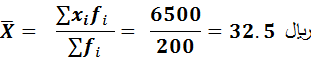 X̄ = ∑xᵢfᵢ / ∑fᵢ = 6500 / 200 = 32.5 ريال